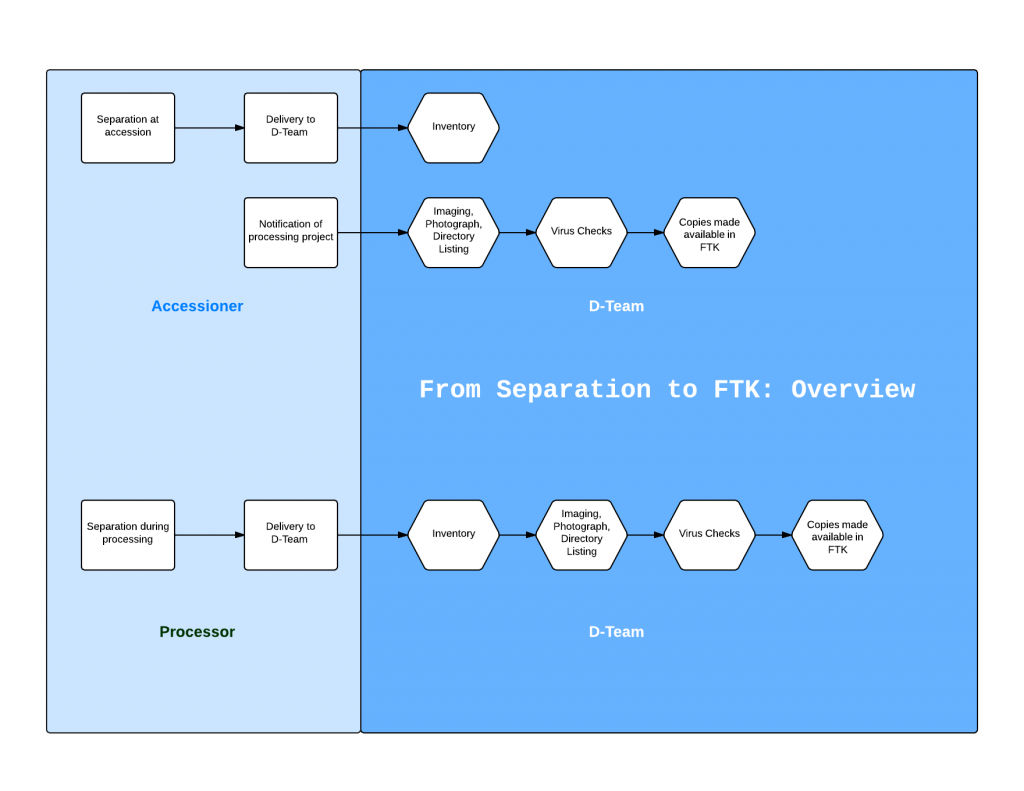 Separation at
accession
Delivery to
D-Team
Inventory
Notification of
processing project
Imaging,
Photograph,
Directory
Listing
Virus Checks
Copies made
available in
FTK
Accessioner
D-Team
From Separation to FTK: Overview
Separation during
processing
Delivery to
D-Team
Inventory
Imaging,
Photograph,
Directory
Listing
Virus Checks
Copies made
available in
FTK
Processor
D-Team